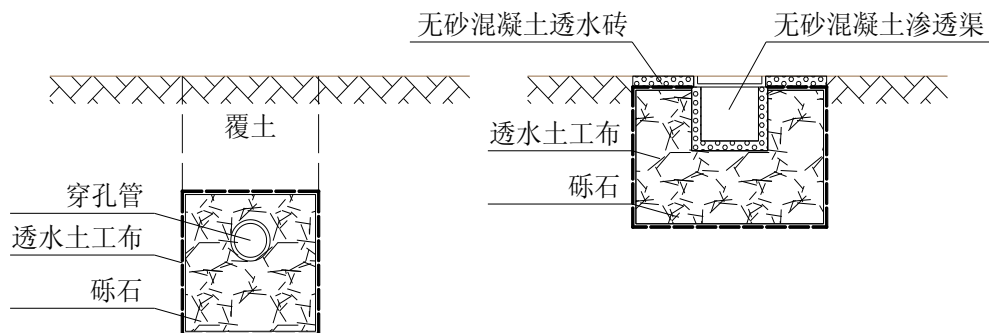 无砂混凝土透水砖
无砂混凝土渗透渠
覆土
透水土工布
砾石
穿孔管
透水土工布
砾石